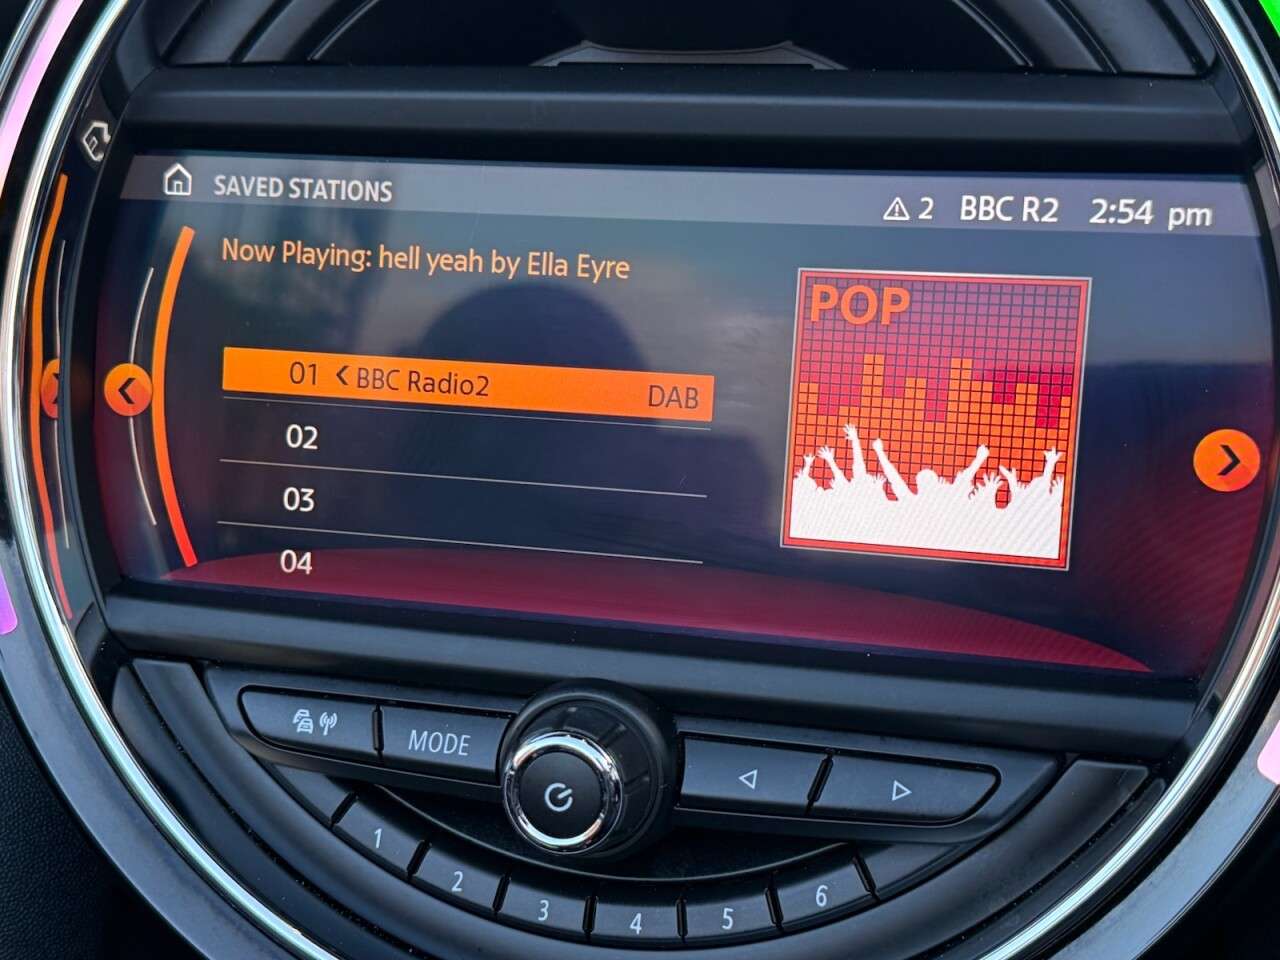 SAVED STATIONS
2 BBC R2 2:54 pm
Now Playing: hell yeah by Ella Eyre
POP
01 <BBC Radio2 DAB
02
03
04
MODE
1
2
3
4
5
6